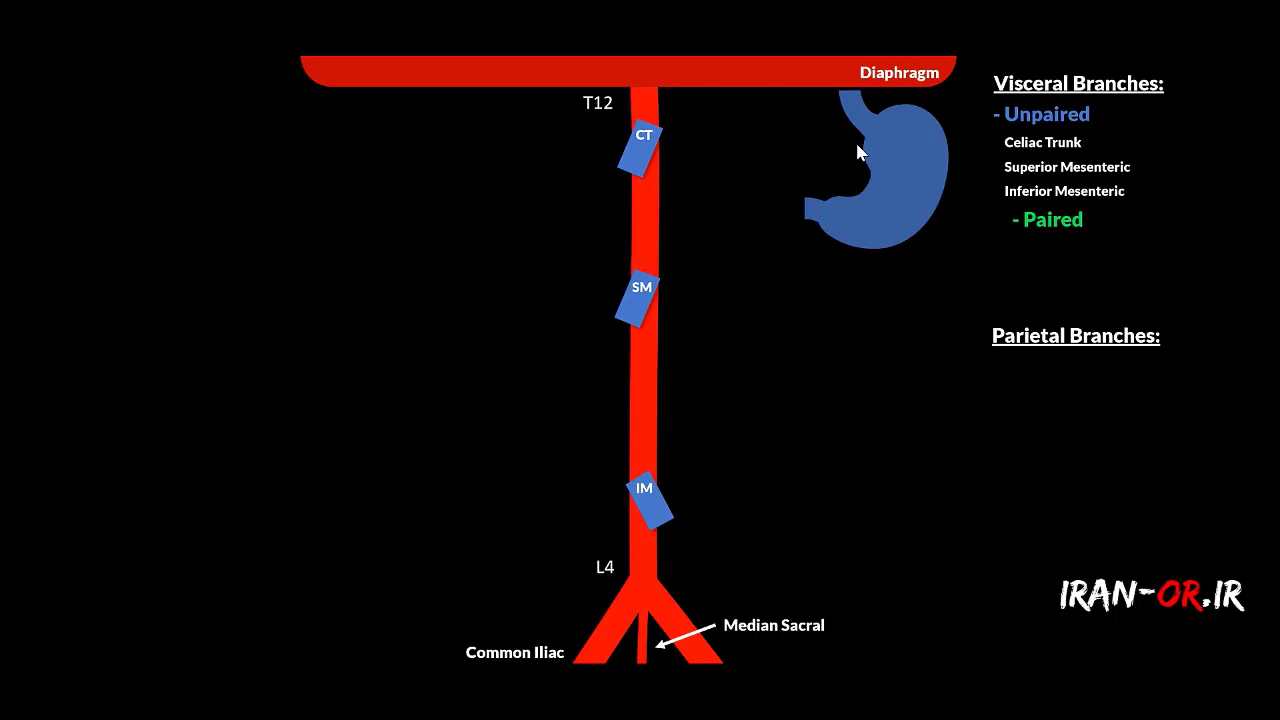 Diaphragm
T12
CT
SM
IM
L4
Median Sacral
Common Iliac
Visceral Branches:
- Unpaired
Celiac Trunk
Superior Mesenteric
Inferior Mesenteric
- Paired
Parietal Branches:
IRAN-OR.IR